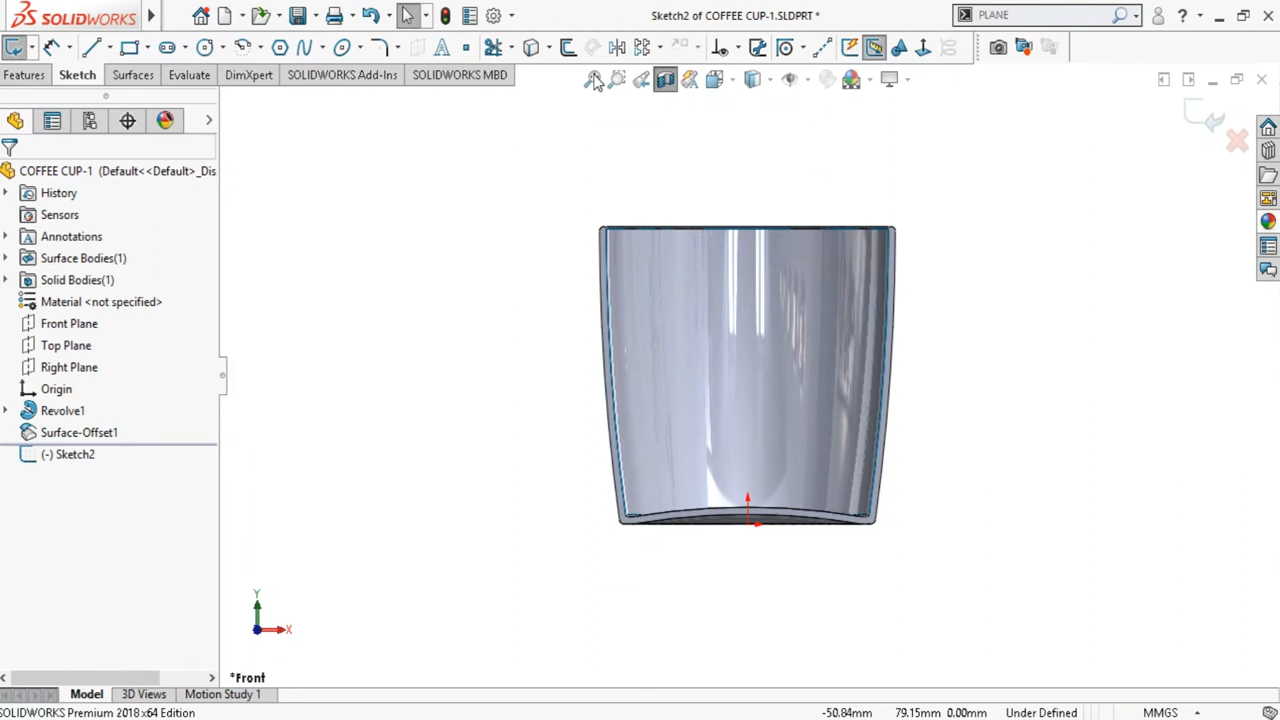 SOLIDWORKS
Sketch2 of COFFEE CUP-1.SLDPRT *
PLANE
Features
Sketch
Surfaces
Evaluate
DimXpert
SOLIDWORKS Add-Ins
SOLIDWORKS MBD
COFFEE CUP-1 (Default<<Default>_Dis
History
Sensors
Annotations
Surface Bodies(1)
Solid Bodies(1)
Material <not specified>
Front Plane
Top Plane
Right Plane
Origin
Revolve1
Surface-Offset1
(-) Sketch2
Y
X
*Front
Model
3D Views
Motion Study 1
SOLIDWORKS Premium 2018 x64 Edition
-50.84mm 79.15mm 0.00mm Under Defined
MMGS